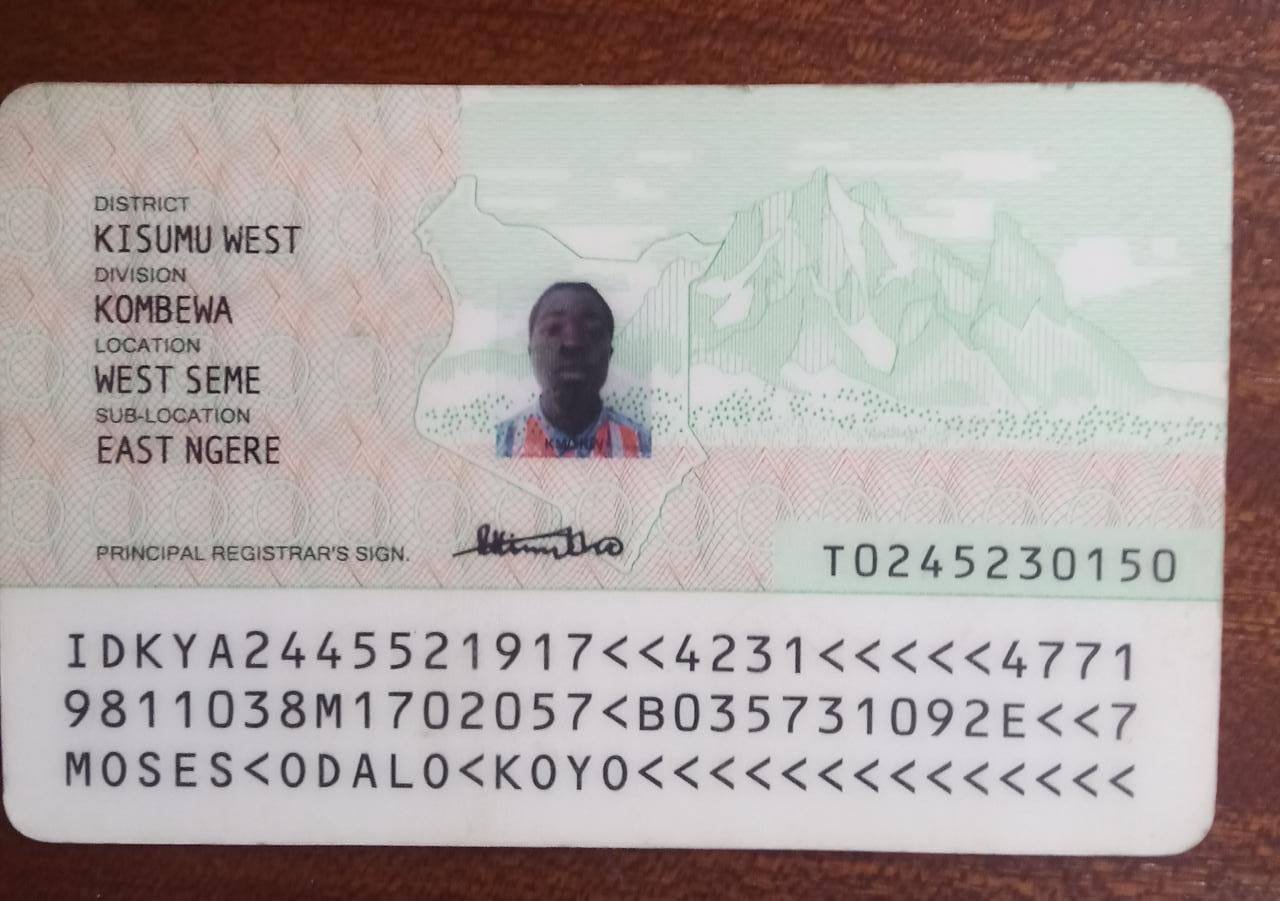 DISTRICT
KISUMU WEST
DIVISION
KOMBEWA
LOCATION
WEST SEME
SUB-LOCATION
EAST NGERE
PRINCIPAL REGISTRAR'S SIGN.
T0245230150
IDKYA2445521917<<4231<<<<<4771
9811038M1702057<B035731092E<<7
MOSES<ODALO<KOYO<<<<<<<<<<<<<<